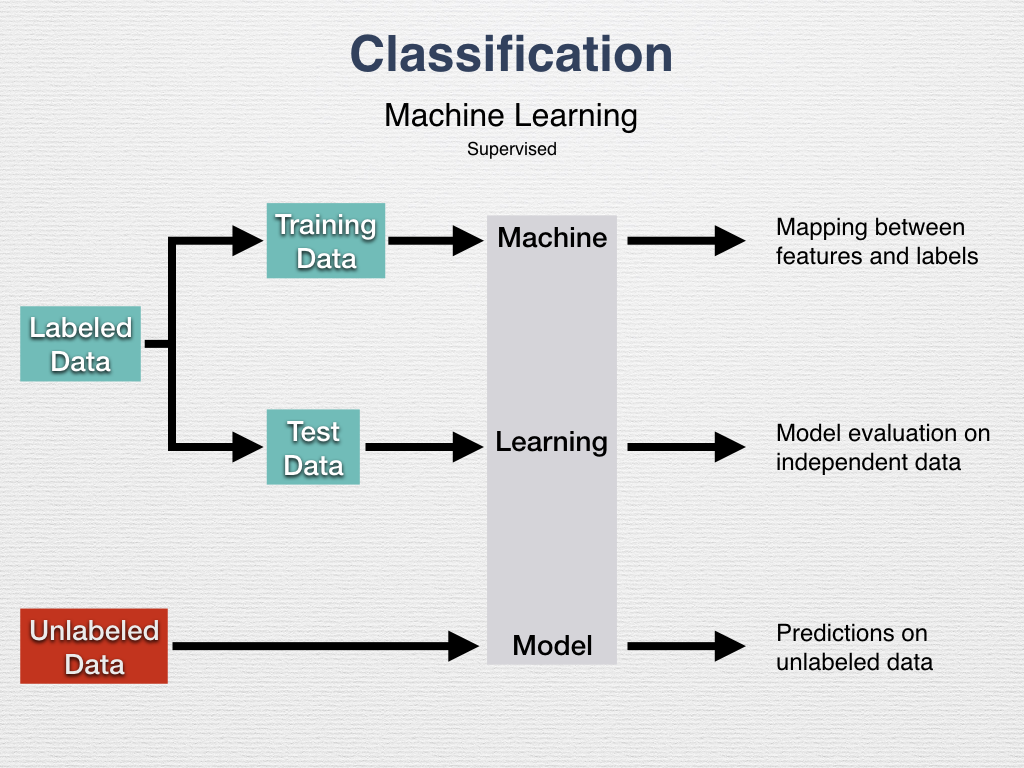 Classification
Machine Learning
Supervised
Training
Data
Machine
Mapping between
features and labels
Labeled
Data
Test
Data
Learning
Model evaluation on
independent data
Unlabeled
Data
Model
Predictions on
unlabeled data